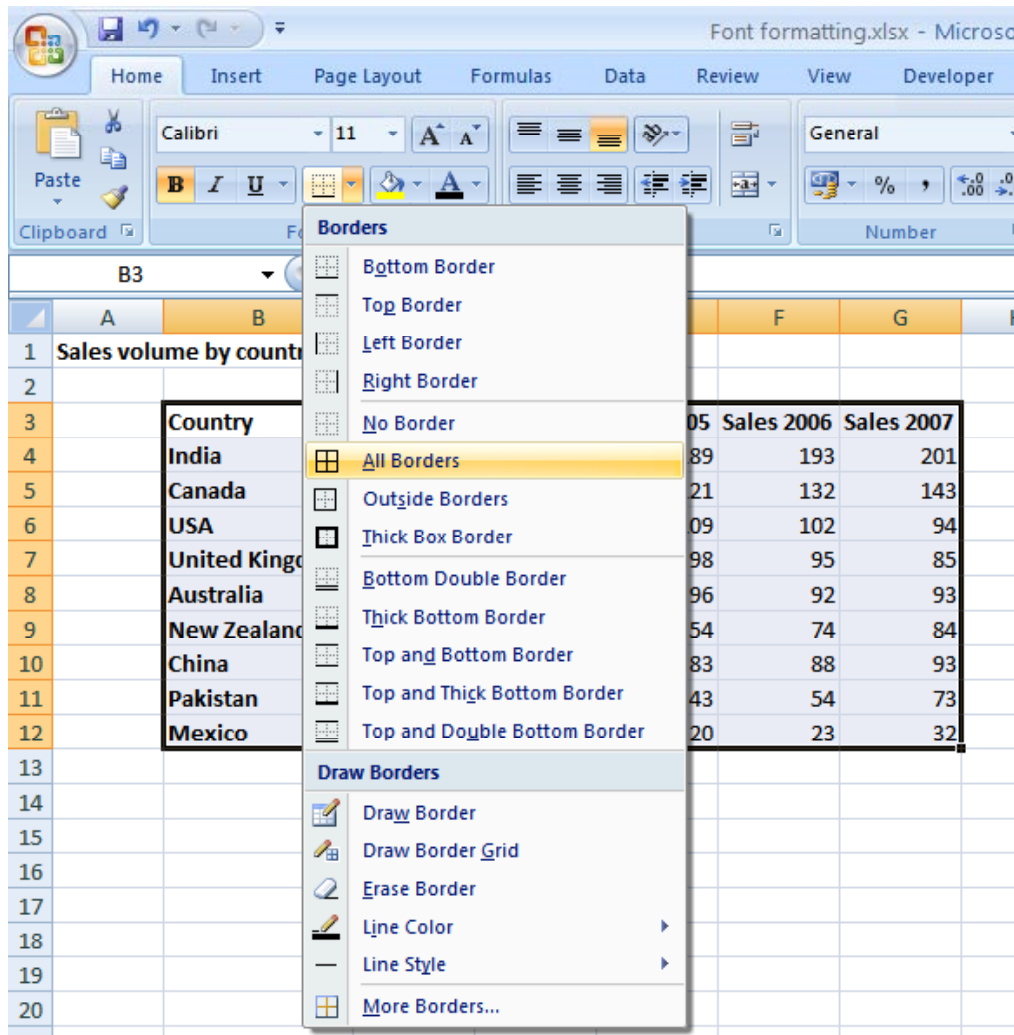 Font formatting.xlsx - Microso
Home Insert Page Layout Formulas Data Review View Developer
Calibri 11 A A General
Paste B I U A % , .00 .0
Clipboard Number
Borders
B3
Bottom Border
Top Border
Left Border
Right Border
No Border
All Borders
Outside Borders
Thick Box Border
Bottom Double Border
Thick Bottom Border
Top and Bottom Border
Top and Thick Bottom Border
Top and Double Bottom Border
Draw Borders
Draw Border
Draw Border Grid
Erase Border
Line Color
Line Style
More Borders...
A B F G
1 Sales volume by countr
2
3 Country 05 Sales 2006 Sales 2007
4 India 89 193 201
5 Canada 21 132 143
6 USA 09 102 94
7 United Kingd 98 95 85
8 Australia 96 92 93
9 New Zealand 54 74 84
10 China 83 88 93
11 Pakistan 43 54 73
12 Mexico 20 23 32
13
14
15
16
17
18
19
20